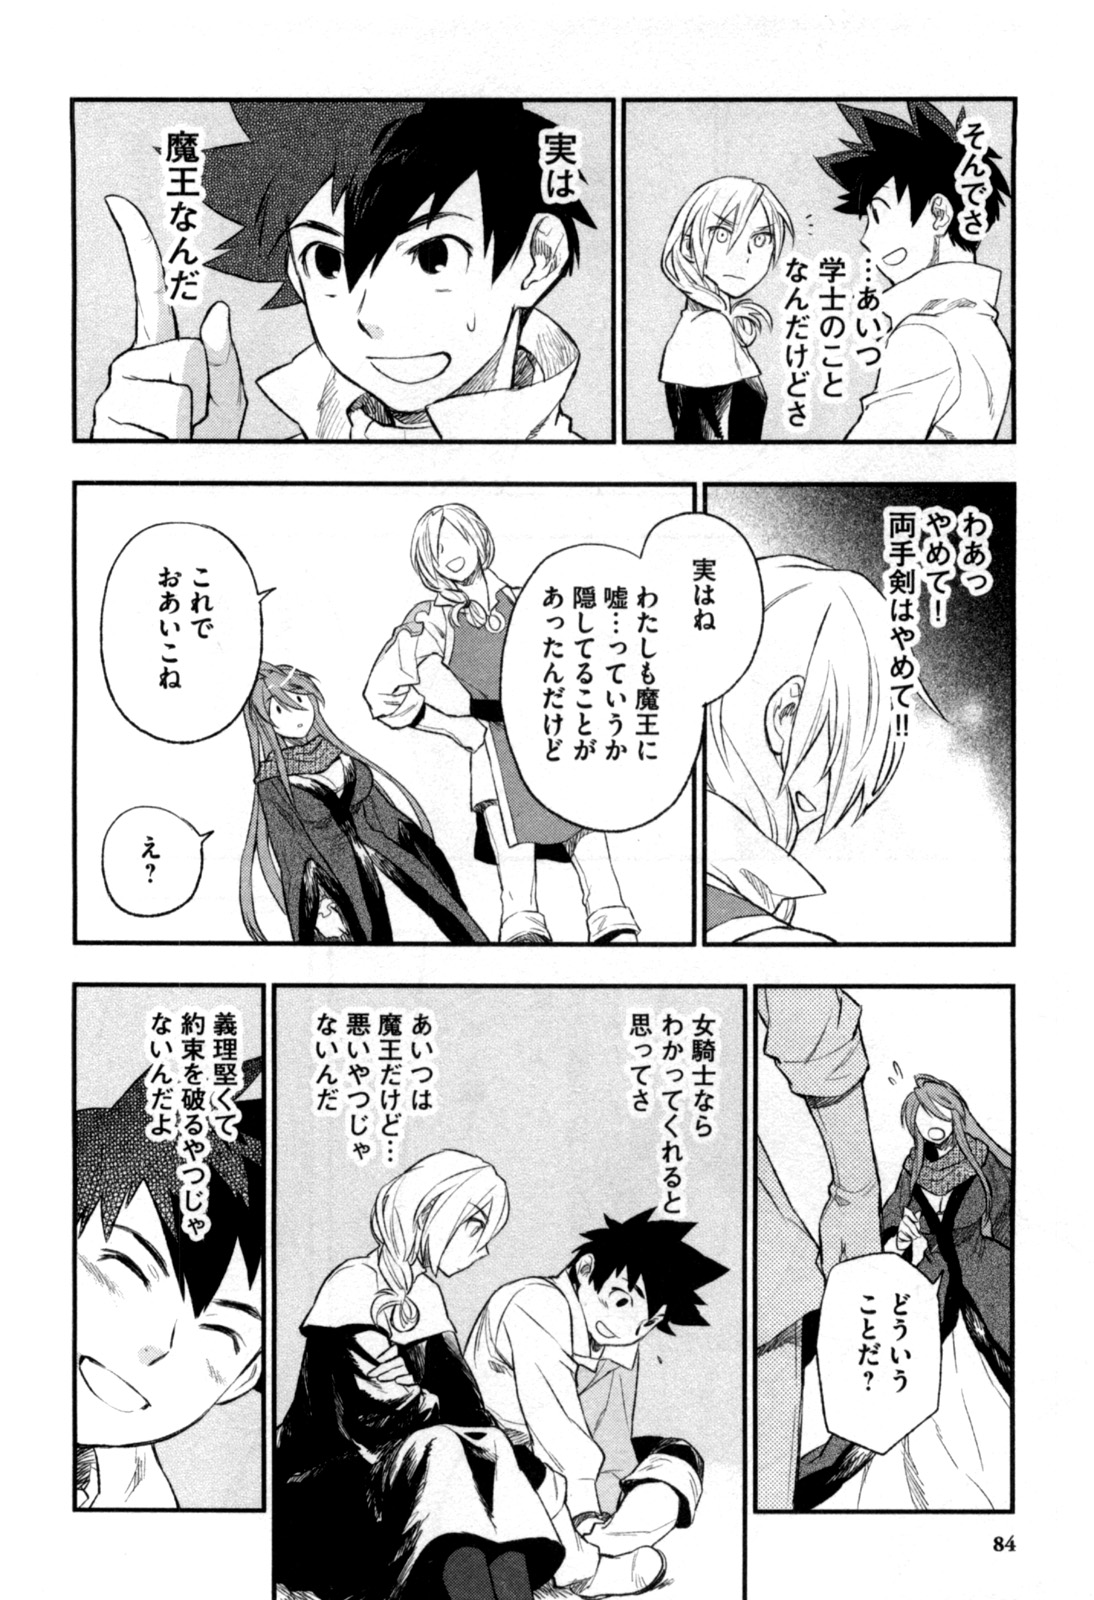 そんでさ
…あいつ
学士のこと
なんだけどさ
実は
魔王なんだ
わあっ
やめて！
両手剣はやめて!!
実はね
わたしも魔王に
嘘…っていうか
隠してることが
あったんだけど
これで
おあいこね
え？
どういう
ことだ？
女騎士なら
わかってくれると
思ってさ
あいつは
魔王だけど…
悪いやつじゃ
ないんだ
義理堅くて
約束を破るやつじゃ
ないんだよ
84